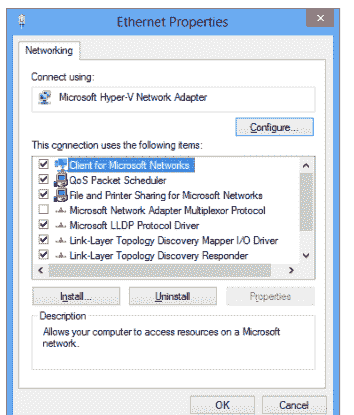 Ethernet Properties
Networking
Connect using:
Microsoft Hyper-V Network Adapter
Configure...
This connection uses the following items:
Client for Microsoft Networks
QoS Packet Scheduler
File and Printer Sharing for Microsoft Networks
Microsoft Network Adapter Multiplexor Protocol
Microsoft LLDP Protocol Driver
Link-Layer Topology Discovery Mapper I/O Driver
Link-Layer Topology Discovery Responder
Install... Uninstall Properties
Description
Allows your computer to access resources on a Microsoft
network.
OK Cancel